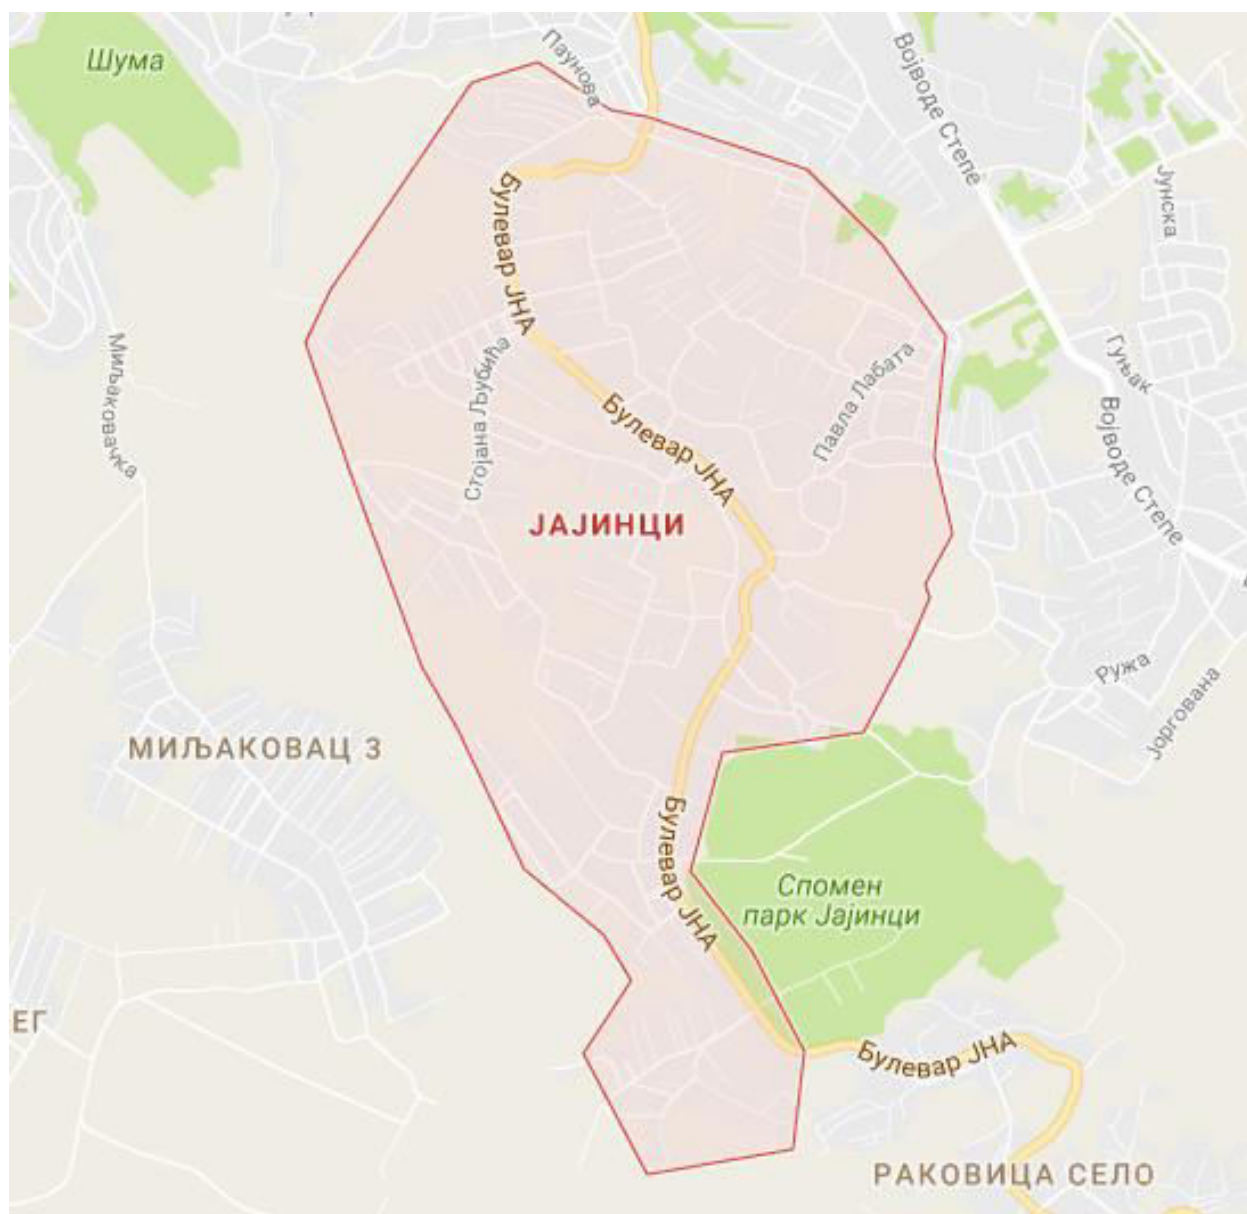 Шума
Паунова
Војводе Степе
Јунска
Булевар ЈНА
Миљаковачка
Стојана Љубића
Булевар ЈНА
Павла Лабата
Гуњак
Војводе Степе
ЈАЈИНЦИ
Ружа
Јоргована
МИЉАКОВАЦ 3
Булевар ЈНА
Спомен
парк Јајинци
ЕГ
Булевар ЈНА
РАКОВИЦА СЕЛО